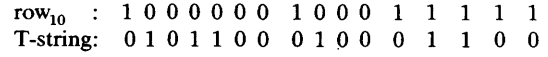 row₁₀ : 1 0 0 0 0 0 0 1 0 0 0 1 1 1 1 1
T-string: 0 1 0 1 1 0 0 0 1 0 0 0 1 1 0 0